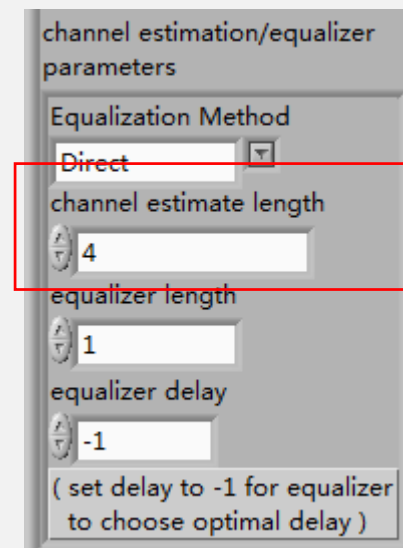 channel estimation/equalizer
parameters
Equalization Method
Direct
channel estimate length
4
equalizer length
1
equalizer delay
-1
( set delay to -1 for equalizer
to choose optimal delay )